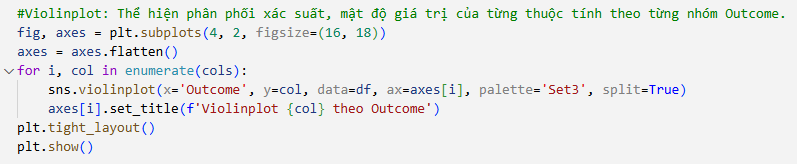 #Violinplot: Thể hiện phân phối xác suất, mật độ giá trị của từng thuộc tính theo từng nhóm Outcome.
fig, axes = plt.subplots(4, 2, figsize=(16, 18))
axes = axes.flatten()
for i, col in enumerate(cols):
    sns.violinplot(x='Outcome', y=col, data=df, ax=axes[i], palette='Set3', split=True)
    axes[i].set_title(f'Violinplot {col} theo Outcome')
plt.tight_layout()
plt.show()